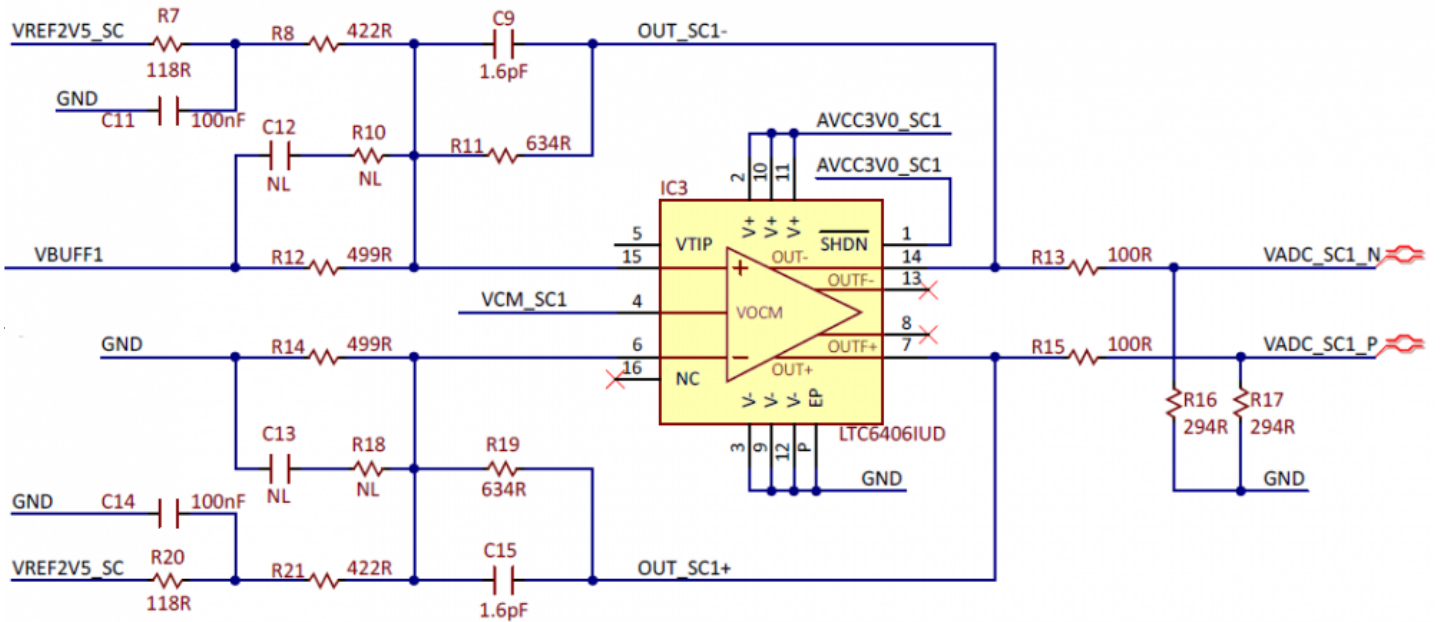 R7
VREF2V5_SC
118R
R8 422R
C9
1.6pF
OUT_SC1-
GND
C11 100nF
C12
NL
R10
NL
R11 634R
AVCC3V0_SC1
AVCC3V0_SC1
IC3
2 10 11
V+ V+ V+
5 VTIP
SHDN 1
VBUFF1
R12 499R
15 +
OUT- 14
OUTF- 13
R13 100R
VADC_SC1_N
VCM_SC1
4 VOCM
OUTF+ 8
GND
R14 499R
6 -
OUT+ 7
R15 100R
VADC_SC1_P
16 NC
V- V- V- EP
3 9 12 P
LTC6406IUD
GND
R16
294R
R17
294R
GND
C13
NL
R18
NL
R19
634R
GND
C14 100nF
VREF2V5_SC
R20
118R
R21 422R
C15
1.6pF
OUT_SC1+